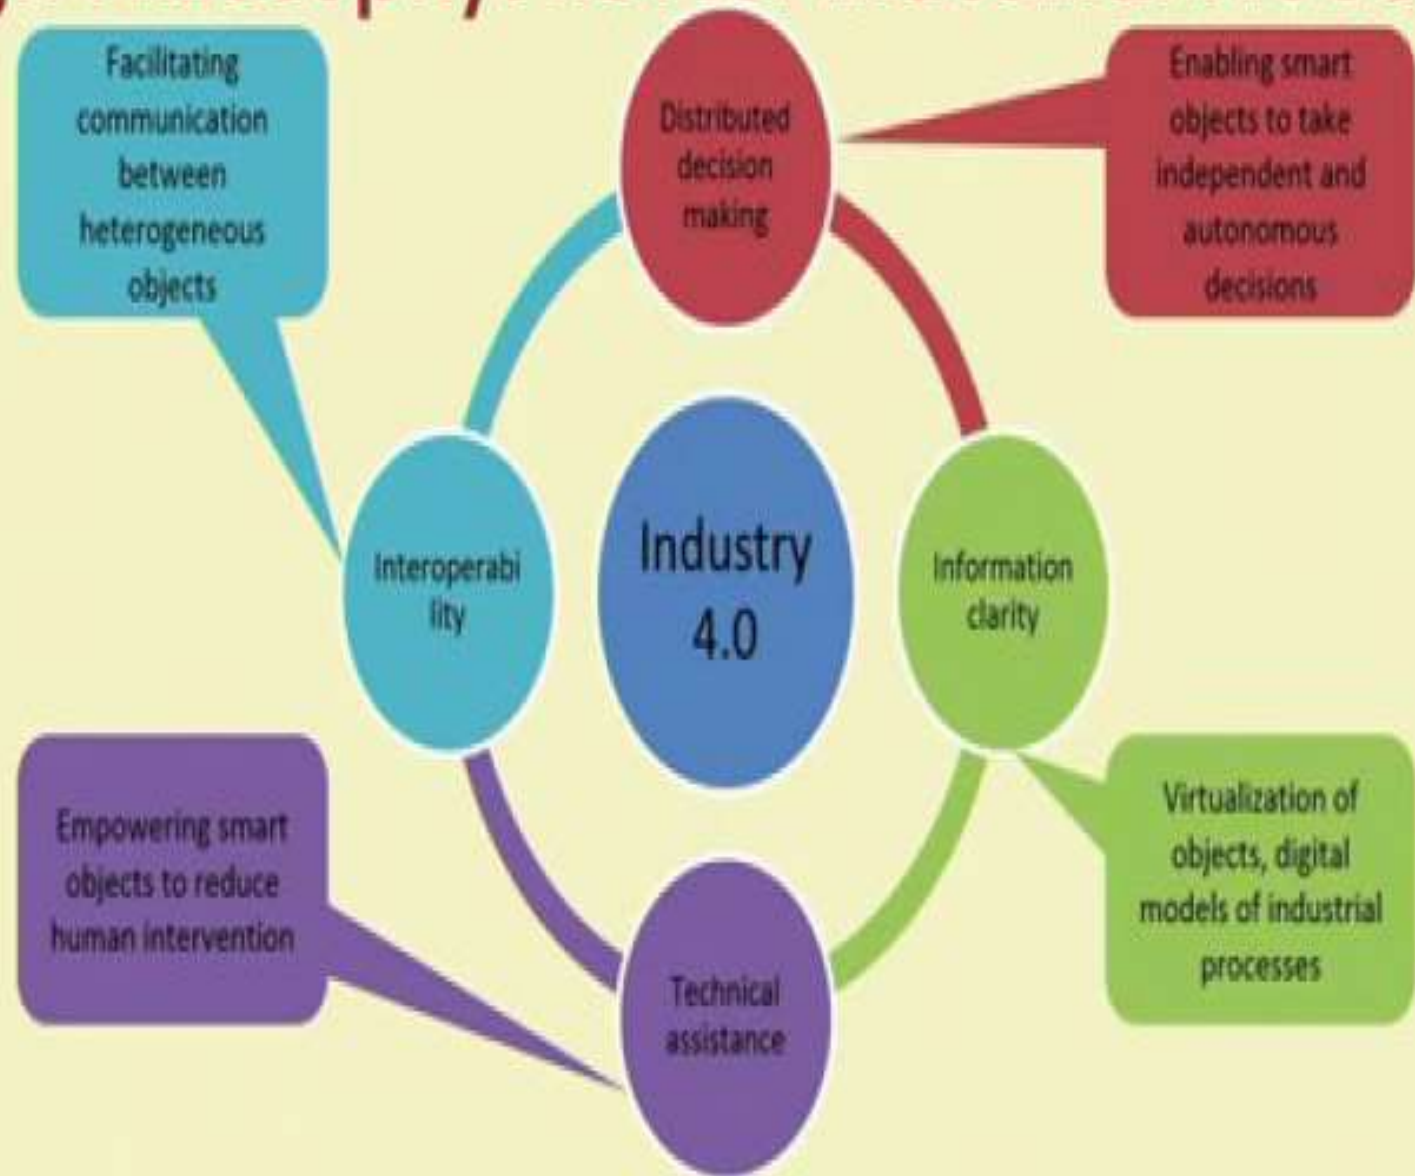 Facilitating
communication
between
heterogeneous
objects
Distributed
decision
making
Enabling smart
objects to take
independent and
autonomous
decisions
Interoperabi
lity
Industry
4.0
Information
clarity
Empowering smart
objects to reduce
human intervention
Technical
assistance
Virtualization of
objects, digital
models of industrial
processes